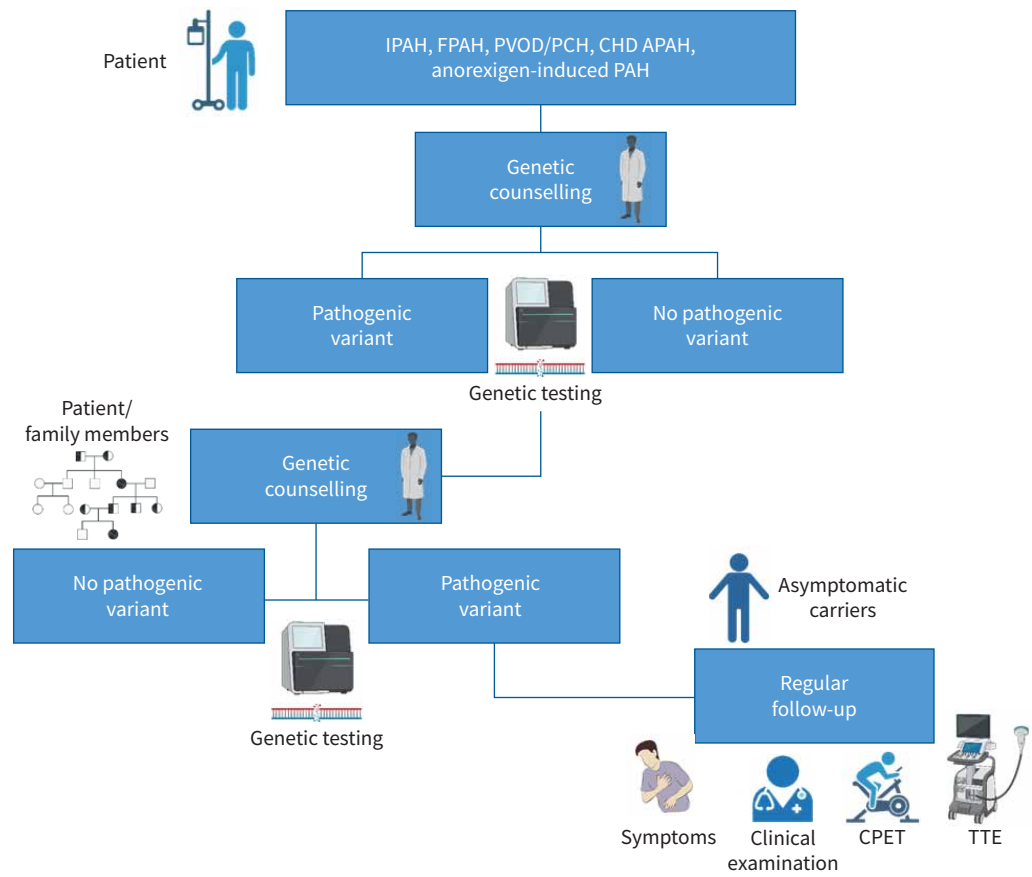 Patient
IPAH, FPAH, PVOD/PCH, CHD APAH,
anorexigen-induced PAH
Genetic
counselling
Pathogenic
variant
No pathogenic
variant
Genetic testing
Patient/
family members
Genetic
counselling
No pathogenic
variant
Pathogenic
variant
Genetic testing
Asymptomatic
carriers
Regular
follow-up
Symptoms
Clinical
examination
CPET
TTE